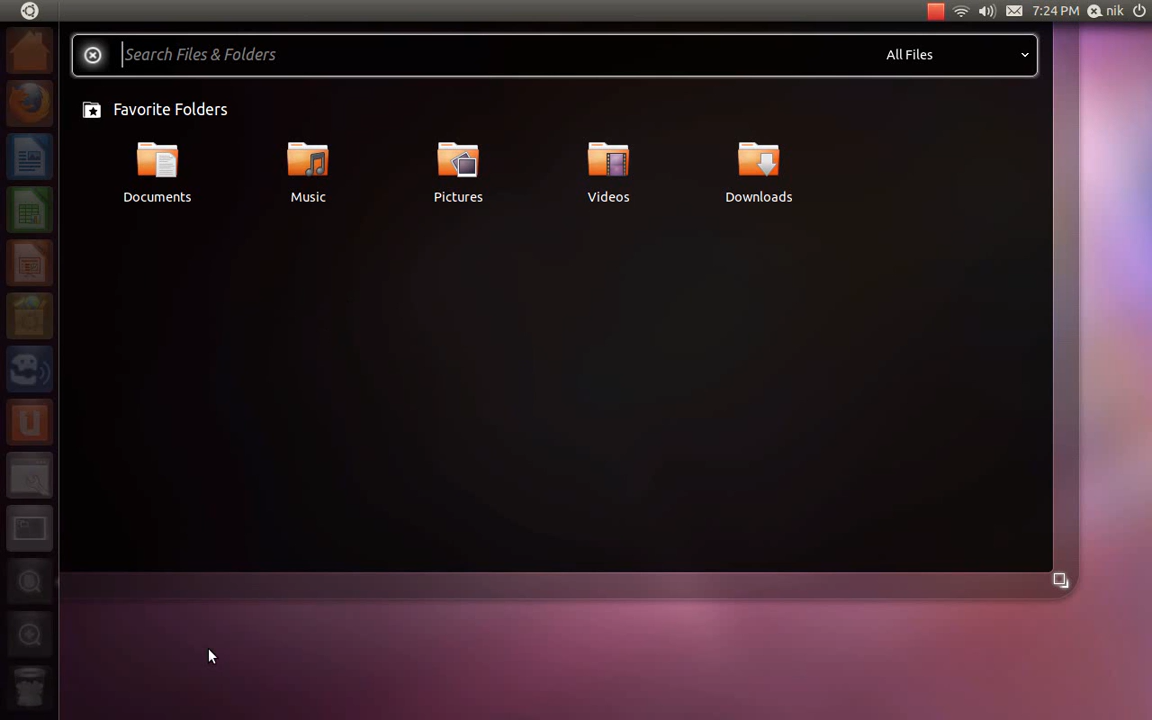 7:24 PM nik
Search Files & Folders All Files
Favorite Folders
Documents Music Pictures Videos Downloads